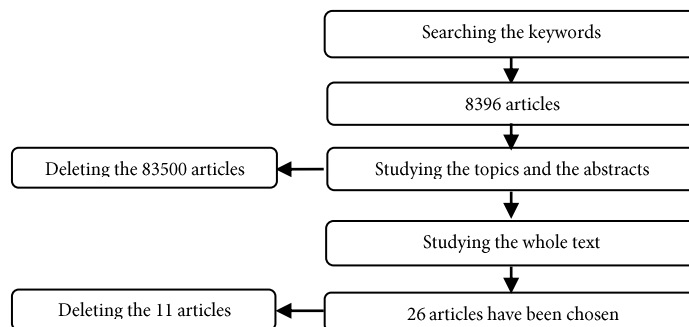 Searching the keywords
8396 articles
Deleting the 83500 articles
Studying the topics and the abstracts
Studying the whole text
Deleting the 11 articles
26 articles have been chosen